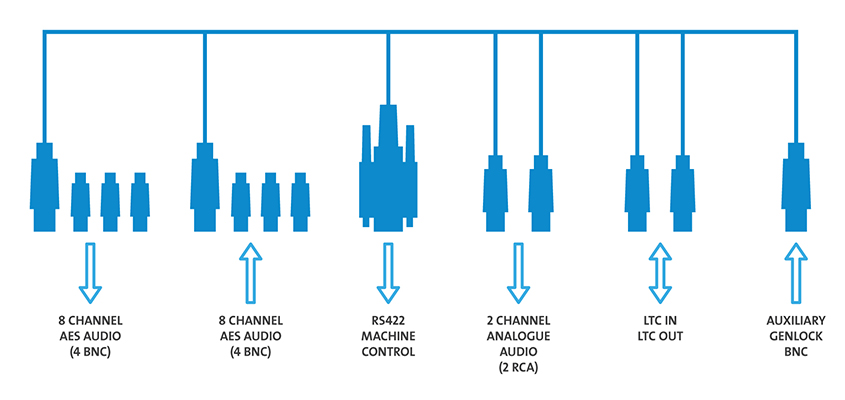 8 CHANNEL
AES AUDIO
(4 BNC)
8 CHANNEL
AES AUDIO
(4 BNC)
RS422
MACHINE
CONTROL
2 CHANNEL
ANALOGUE
AUDIO
(2 RCA)
LTC IN
LTC OUT
AUXILIARY
GENLOCK
BNC